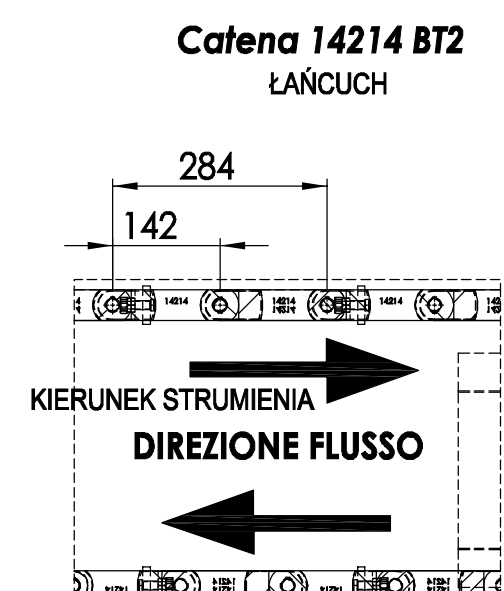 Catena 14214 BT2
ŁAŃCUCH
284
142
14214
14214
14214
KIERUNEK STRUMIENIA
DIREZIONE FLUSSO